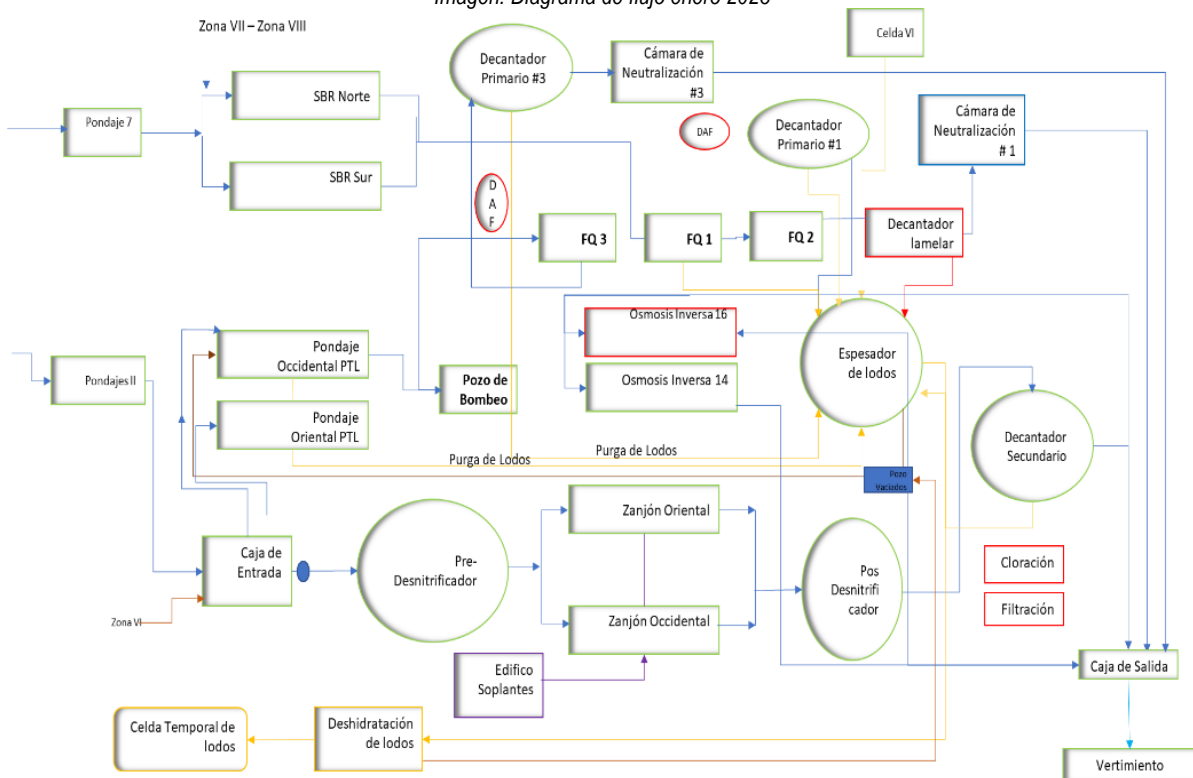 Imagen: Diagrama de flujo enero 2023
Zona VII – Zona VIII
Celda VI
Decantador
Primario #3
Cámara de
Neutralización
#3
SBR Norte
Pondaje 7
DAF
Decantador
Primario #1
Cámara de
Neutralización
# 1
SBR Sur
D
A
F
FQ 3
FQ 1
FQ 2
Decantador
lamelar
Osmosis Inversa 16
Pondaje
Occidental PTL
Espesador
de lodos
Pondajes II
Pozo de
Bombeo
Osmosis Inversa 14
Pondaje
Oriental PTL
Decantador
Secundario
Purga de Lodos
Purga de Lodos
Pozo
Vaciados
Zanjón Oriental
Caja de
Entrada
Pre-
Desnitrificador
Pos
Desnitrifi
cador
Cloración
Filtración
Zona VI
Zanjón Occidental
Edifico
Soplantes
Caja de Salida
Celda Temporal de
lodos
Deshidratación
de lodos
Vertimiento